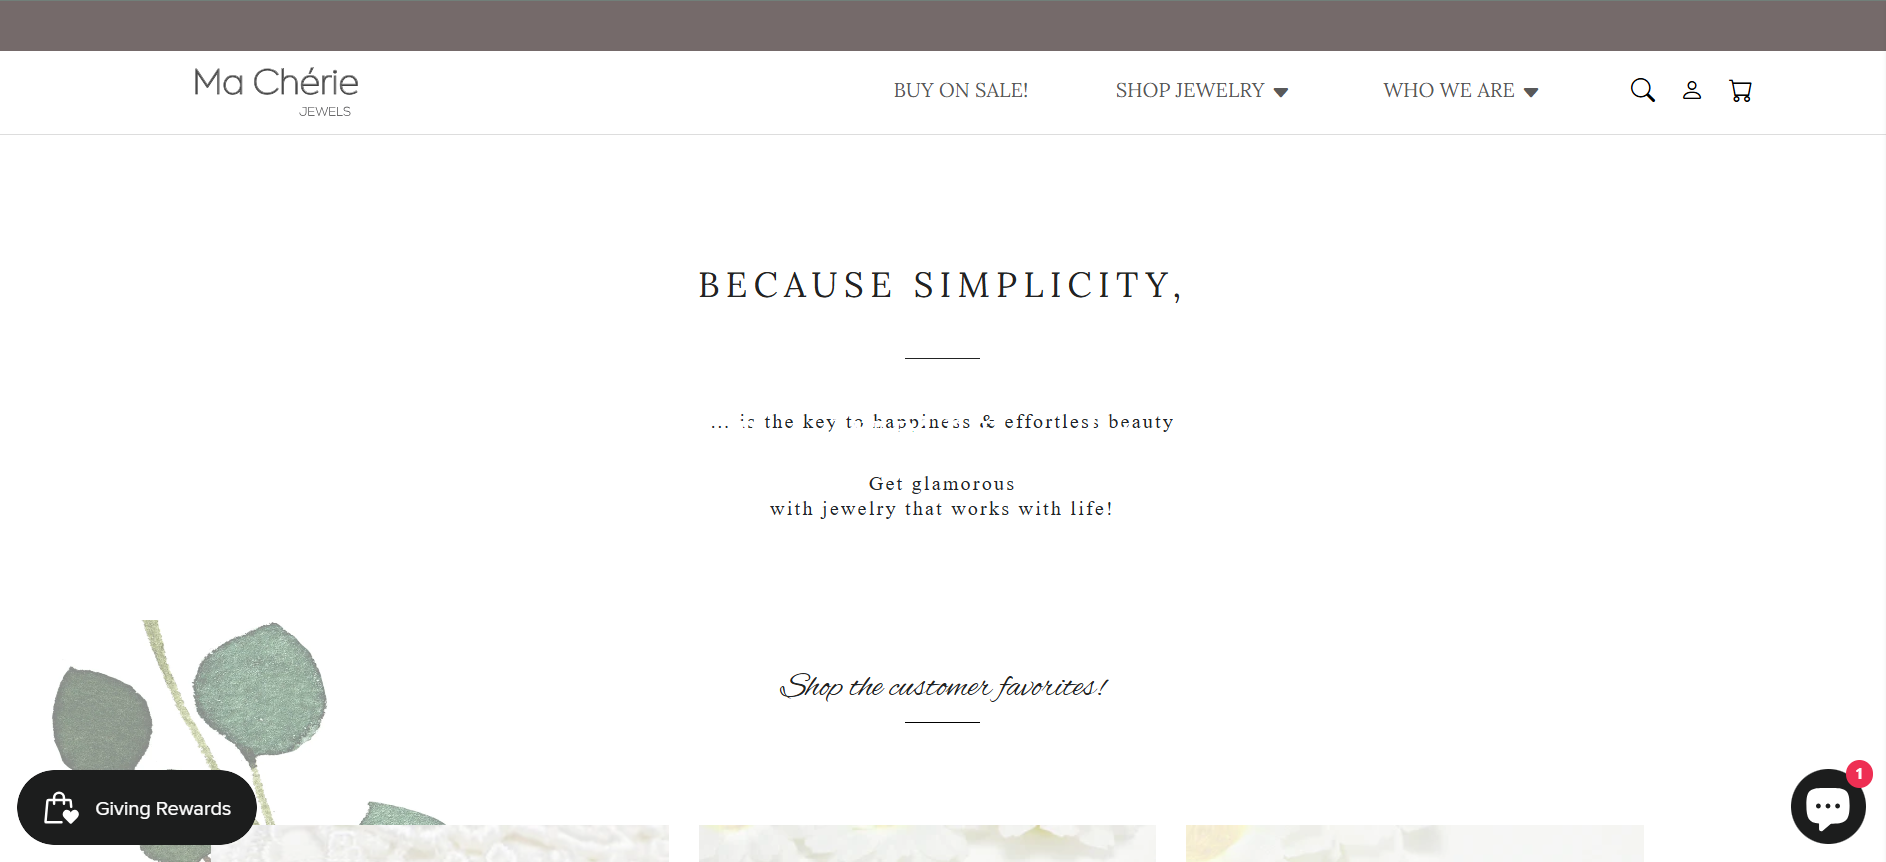 Ma Chérie
JEWELS
BUY ON SALE!
SHOP JEWELRY
WHO WE ARE
BECAUSE SIMPLICITY,
... is the key to happiness & effortless beauty
Get glamorous
with jewelry that works with life!
Shop the customer favorites!
Giving Rewards
1